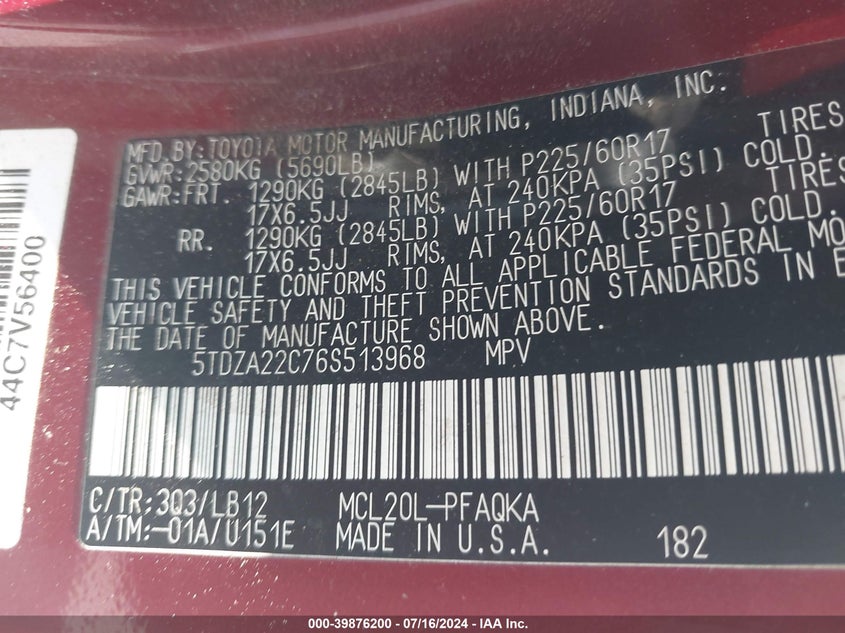 MFD. BY: TOYOTA MOTOR MANUFACTURING, INDIANA, INC.
GVWR: 2580KG (5690LB)
GAWR: FRT. 1290KG (2845LB) WITH P225/60R17 TIRES
17X6.5JJ RIMS, AT 240KPA (35PSI) COLD.
RR. 1290KG (2845LB) WITH P225/60R17 TIRES
17X6.5JJ RIMS, AT 240KPA (35PSI) COLD.
THIS VEHICLE CONFORMS TO ALL APPLICABLE FEDERAL MO
VEHICLE SAFETY AND THEFT PREVENTION STANDARDS IN E
THE DATE OF MANUFACTURE SHOWN ABOVE.
5TDZA22C76S513968 MPV
C/TR: 3Q3/LB12 MCL20L-PFAQKA
A/TM: -01A/U151E MADE IN U.S.A. 182
44C7V56400
000-39876200 - 07/16/2024 - IAA Inc.